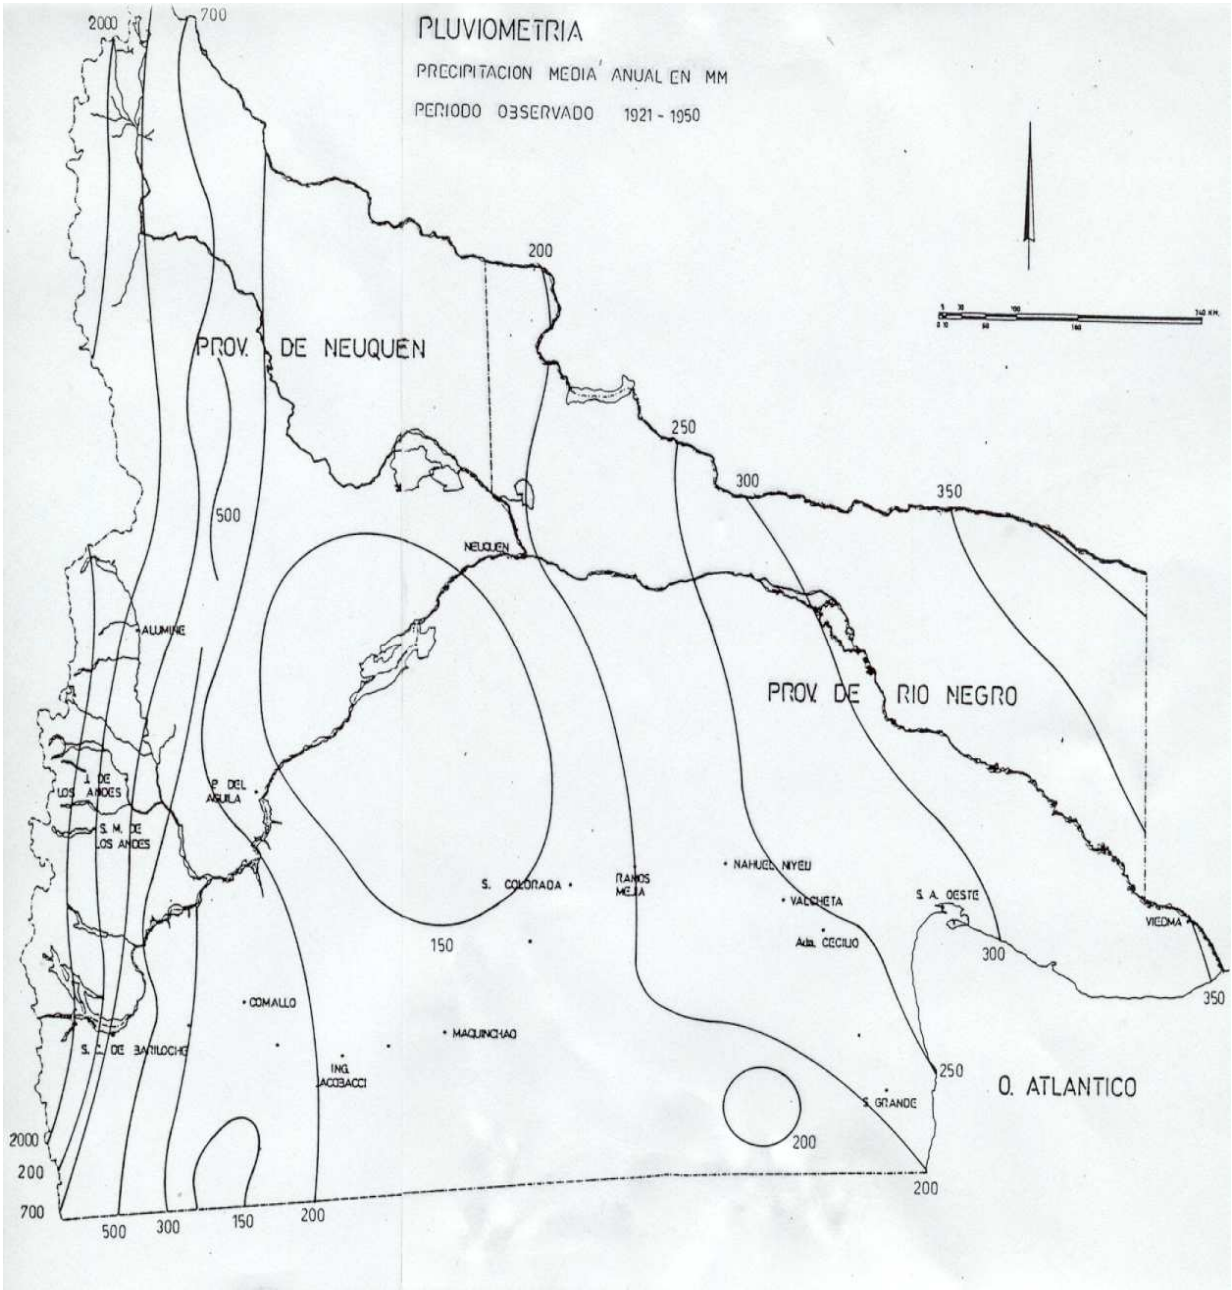 2000
700
PLUVIOMETRIA
PRECIPITACION MEDIA ANUAL EN MM
PERIODO OBSERVADO 1921 - 1950
200
240 KM.
PROV. DE NEUQUEN
250
300
350
500
NEUQUEN
ALUMINE
PROV. DE RIO NEGRO
J. DE
LOS ANDES
P. DEL
AGUILA
S. M. DE
LOS ANDES
S. COLORADA
RAMOS
MEJIA
NAHUEL NIYEU
VALCHETA
S. A. OESTE
Ada. CECILIO
VIEDMA
150
300
350
COMALLO
MAQUINCHAO
S. C. DE BARILOCHE
ING.
JACOBACCI
250
O. ATLANTICO
S. GRANDE
2000
200
200
700
500
300
150
200
200